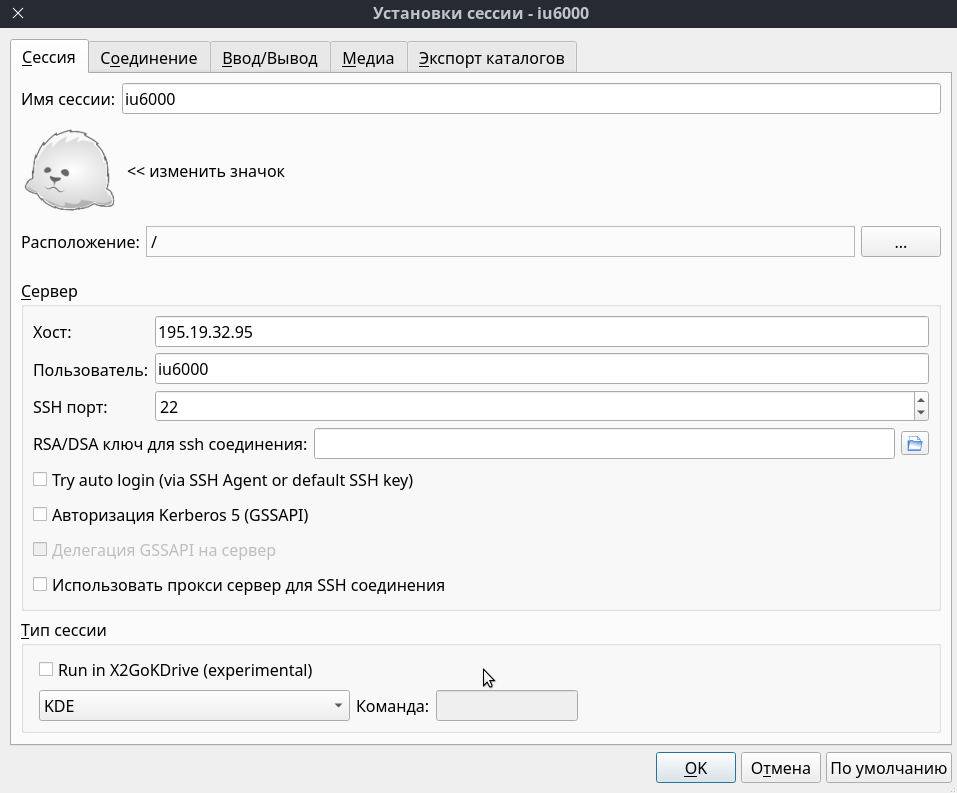 Установки сессии - iu6000
Сессия Соединение Ввод/Вывод Медиа Экспорт каталогов
Имя сессии: iu6000
<< изменить значок
Расположение: / ...
Сервер
Хост: 195.19.32.95
Пользователь: iu6000
SSH порт: 22
RSA/DSA ключ для ssh соединения:
Try auto login (via SSH Agent or default SSH key)
Авторизация Kerberos 5 (GSSAPI)
Делегация GSSAPI на сервер
Использовать прокси сервер для SSH соединения
Тип сессии
Run in X2GoKDrive (experimental)
KDE Команда:
OK Отмена По умолчанию